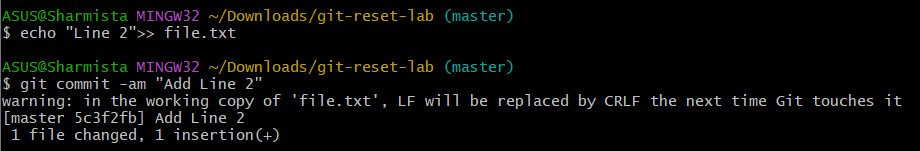 ASUS@Sharmista MINGW32 ~/Downloads/git-reset-lab (master)
$ echo "Line 2">> file.txt
ASUS@Sharmista MINGW32 ~/Downloads/git-reset-lab (master)
$ git commit -am "Add Line 2"
warning: in the working copy of 'file.txt', LF will be replaced by CRLF the next time Git touches it
[master 5c3f2fb] Add Line 2
 1 file changed, 1 insertion(+)